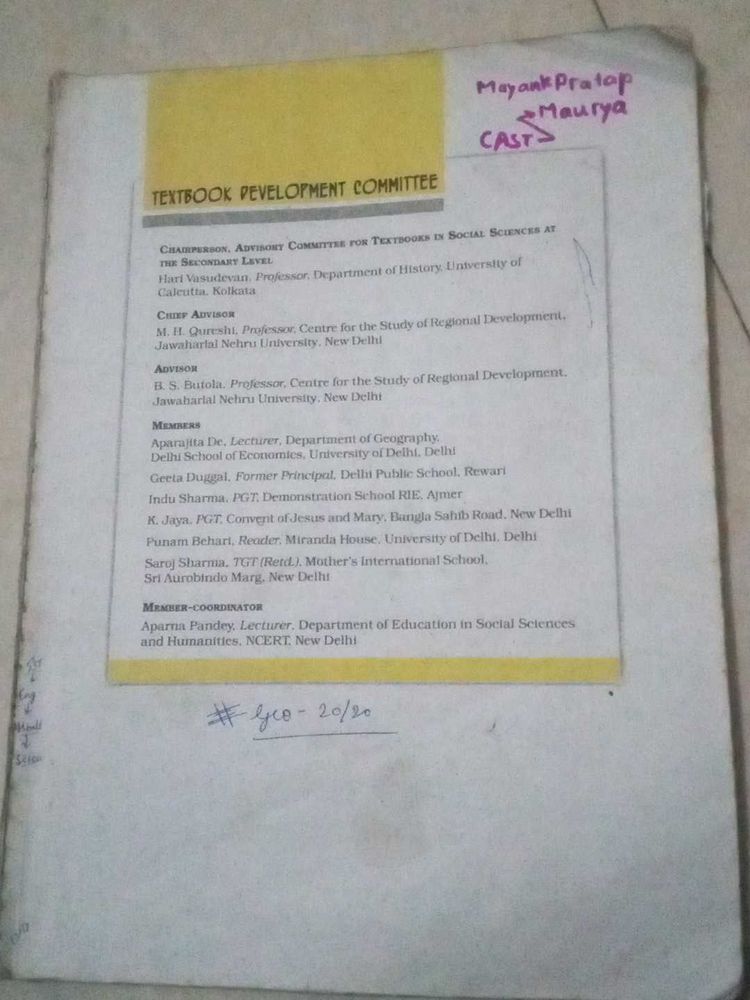 Mayank Pratap
Maurya
CAST
TEXTBOOK DEVELOPMENT COMMITTEE
CHAIRPERSON, ADVISORY COMMITTEE FOR TEXTBOOKS IN SOCIAL SCIENCES AT
THE SECONDARY LEVEL
Hari Vasudevan, Professor, Department of History, University of
Calcutta, Kolkata
CHIEF ADVISOR
M. H. Qureshi, Professor, Centre for the Study of Regional Development,
Jawaharlal Nehru University, New Delhi
ADVISOR
B. S. Butola, Professor, Centre for the Study of Regional Development,
Jawaharlal Nehru University, New Delhi
MEMBERS
Aparajita De, Lecturer, Department of Geography,
Delhi School of Economics, University of Delhi, Delhi
Geeta Duggal, Former Principal, Delhi Public School, Rewari
Indu Sharma, PGT, Demonstration School RIE, Ajmer
K. Jaya, PGT, Convent of Jesus and Mary, Bangla Sahib Road, New Delhi
Punam Behari, Reader, Miranda House, University of Delhi, Delhi
Saroj Sharma, TGT (Retd.), Mother's International School,
Sri Aurobindo Marg, New Delhi
MEMBER-COORDINATOR
Aparna Pandey, Lecturer, Department of Education in Social Sciences
and Humanities, NCERT, New Delhi
# Geo - 20/20
Eng